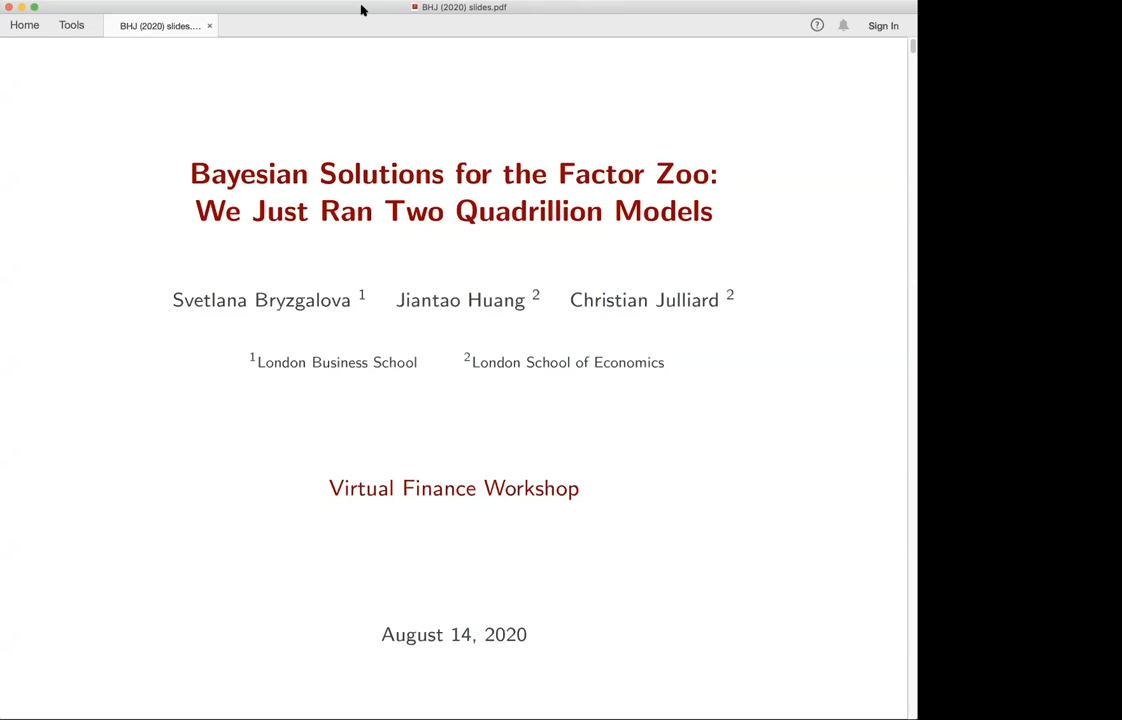 BHJ (2020) slides.pdf
Home Tools BHJ (2020) slides.... × ? Sign In
Bayesian Solutions for the Factor Zoo:
We Just Ran Two Quadrillion Models
Svetlana Bryzgalova 1 Jiantao Huang 2 Christian Julliard 2
1London Business School 2London School of Economics
Virtual Finance Workshop
August 14, 2020